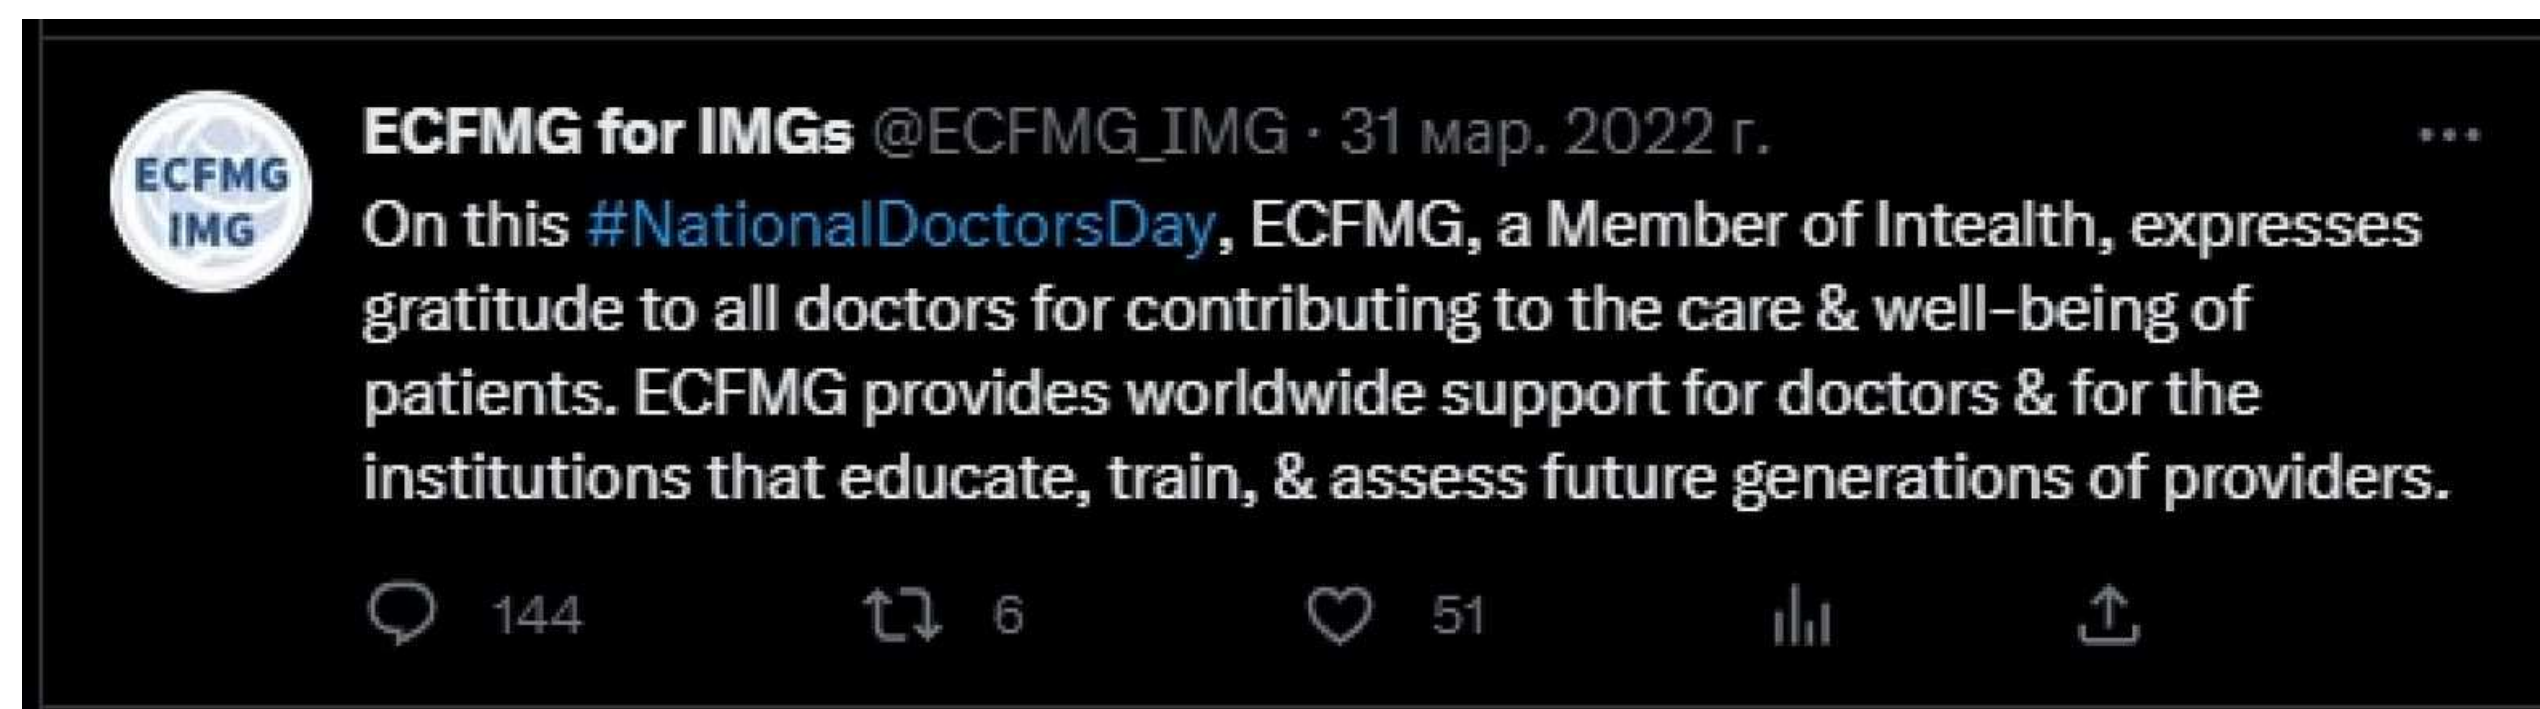 ECFMG
IMG
ECFMG for IMGs @ECFMG_IMG · 31 мар. 2022 г.
On this #NationalDoctorsDay, ECFMG, a Member of Intealth, expresses
gratitude to all doctors for contributing to the care & well-being of
patients. ECFMG provides worldwide support for doctors & for the
institutions that educate, train, & assess future generations of providers.
144 6 51